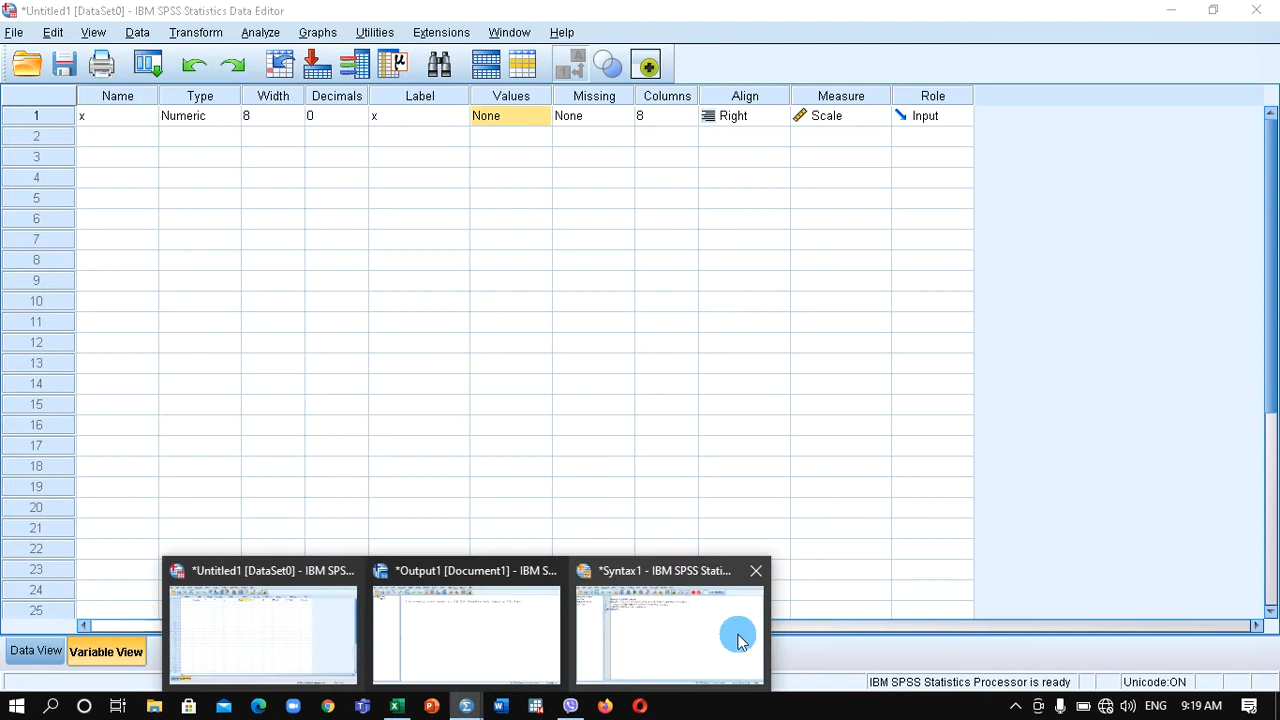 *Untitled1 [DataSet0] - IBM SPSS Statistics Data Editor
File Edit View Data Transform Analyze Graphs Utilities Extensions Window Help
Name Type Width Decimals Label Values Missing Columns Align Measure Role
1 x Numeric 8 0 x None None 8 Right Scale Input
2
3
4
5
6
7
8
9
10
11
12
13
14
15
16
17
18
19
20
21
22
23
24
25
*Untitled1 [DataSet0] - IBM SPS...
*Output1 [Document1] - IBM S...
*Syntax1 - IBM SPSS Stati...
Data View Variable View
IBM SPSS Statistics Processor is ready Unicode:ON
ENG 9:19 AM